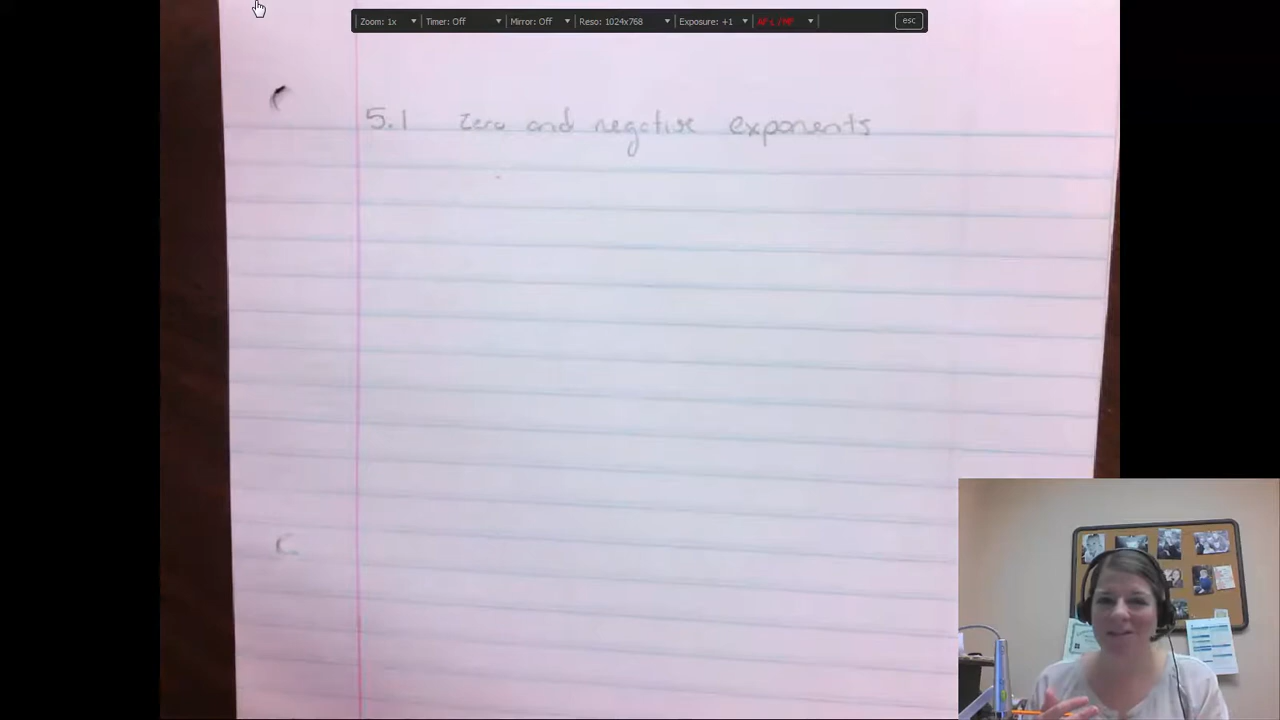 Zoom: 1x Timer: Off Mirror: Off Reso: 1024x768 Exposure: +1 esc
5.1 zero and negative exponents